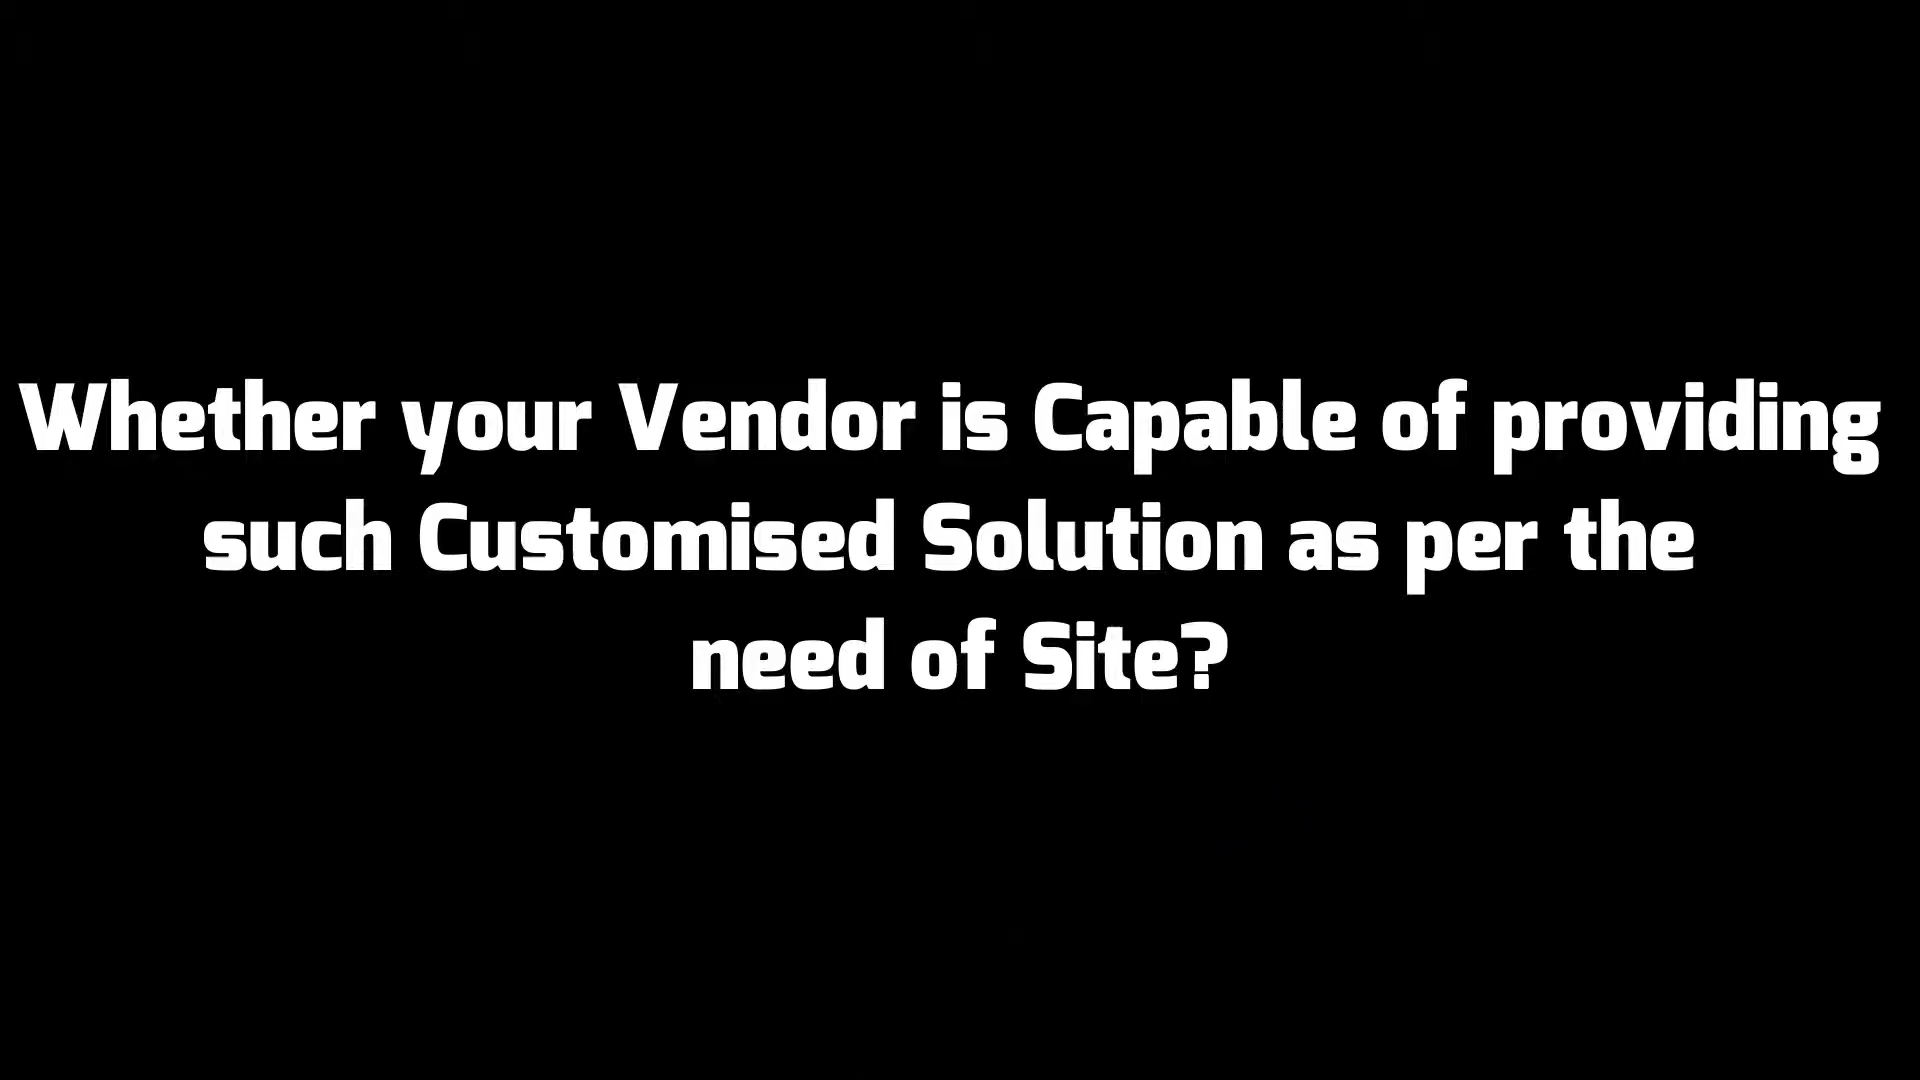 Whether your Vendor is Capable of providing
such Customised Solution as per the
need of Site?